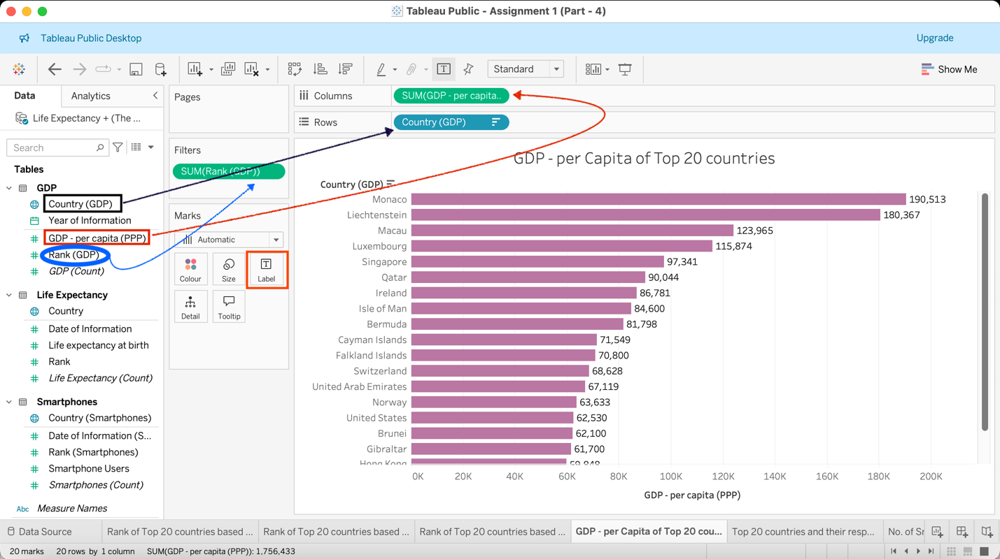 Tableau Public - Assignment 1 (Part - 4)
Tableau Public Desktop
Upgrade
Standard
Show Me
Data
Analytics
Life Expectancy + (The ...
Search
Tables
GDP
Country (GDP)
Year of Information
GDP - per capita (PPP)
Rank (GDP)
GDP (Count)
Life Expectancy
Country
Date of Information
Life expectancy at birth
Rank
Life Expectancy (Count)
Smartphones
Country (Smartphones)
Date of Information (S...
Rank (Smartphones)
Smartphone Users
Smartphones (Count)
Abc Measure Names
Pages
Filters
SUM(Rank (GDP))
Marks
Automatic
Colour
Size
Label
Detail
Tooltip
Columns
SUM(GDP - per capita..
Rows
Country (GDP)
GDP - per Capita of Top 20 countries
Country (GDP)
Monaco 190,513
Liechtenstein 180,367
Macau 123,965
Luxembourg 115,874
Singapore 97,341
Qatar 90,044
Ireland 86,781
Isle of Man 84,600
Bermuda 81,798
Cayman Islands 71,549
Falkland Islands 70,800
Switzerland 68,628
United Arab Emirates 67,119
Norway 63,633
United States 62,530
Brunei 62,100
Gibraltar 61,700
Hong Kong 59,848
0K 20K 40K 60K 80K 100K 120K 140K 160K 180K 200K
GDP - per capita (PPP)
Data Source
Rank of Top 20 countries based ...
Rank of Top 20 countries based ...
Rank of Top 20 countries based ...
GDP - per Capita of Top 20 cou...
Top 20 countries and their resp...
No. of Sr
20 marks 20 rows by 1 column SUM(GDP - per capita (PPP)): 1,756,433